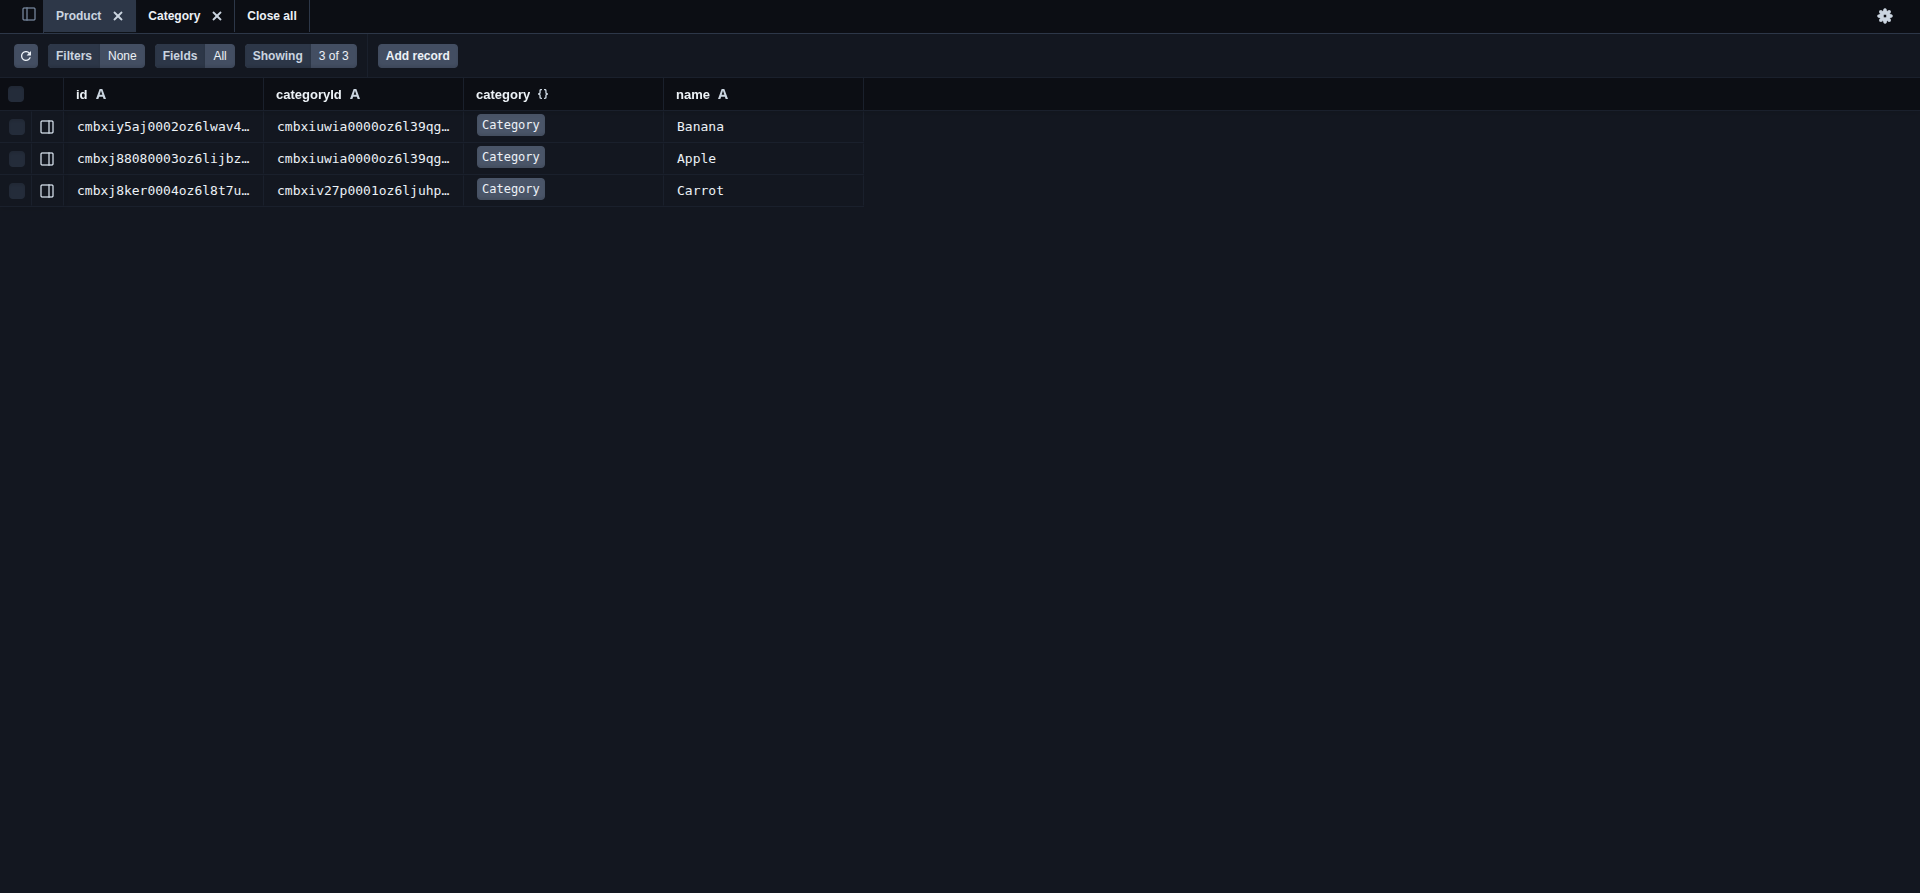 Product Category Close all
Filters None Fields All Showing 3 of 3 Add record
id A categoryId A category {} name A
cmbxiy5aj0002oz6lwav4… cmbxiuwia0000oz6l39qg… Category Banana
cmbxj88080003oz6lijbz… cmbxiuwia0000oz6l39qg… Category Apple
cmbxj8ker0004oz6l8t7u… cmbxiv27p0001oz6ljuhp… Category Carrot